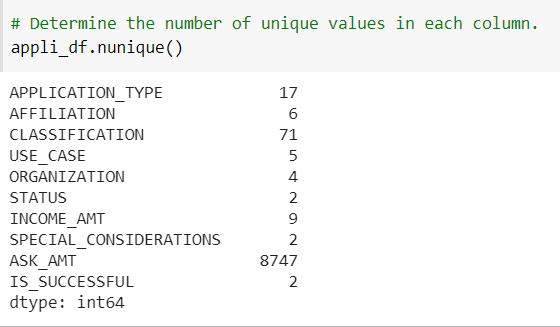 # Determine the number of unique values in each column.
appli_df.nunique()
APPLICATION_TYPE 17
AFFILIATION 6
CLASSIFICATION 71
USE_CASE 5
ORGANIZATION 4
STATUS 2
INCOME_AMT 9
SPECIAL_CONSIDERATIONS 2
ASK_AMT 8747
IS_SUCCESSFUL 2
dtype: int64